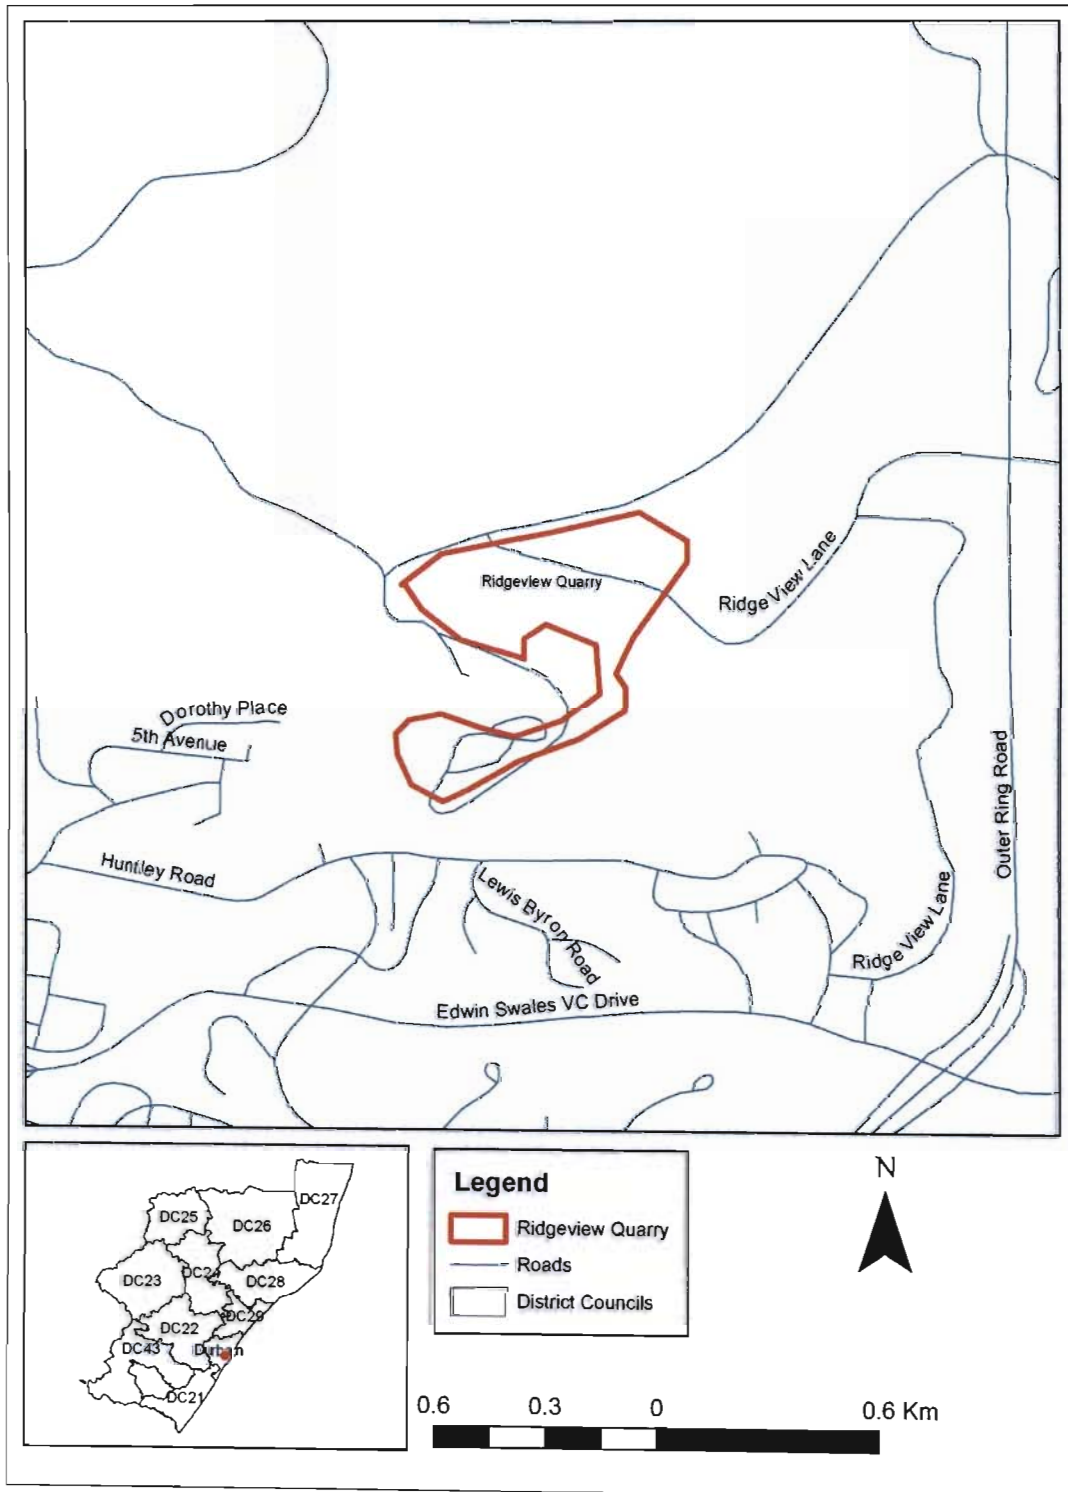 Ridgeview Quarry
Ridge View Lane
Dorothy Place
5th Avenue
Outer Ring Road
Huntley Road
Lewis Byron Road
Ridge View Lane
Edwin Swales VC Drive
DC27
DC25
DC26
DC23
DC24
DC28
DC29
DC22
DC43
Durban
DC21
Legend
Ridgeview Quarry
Roads
District Councils
N
0.6 0.3 0 0.6 Km